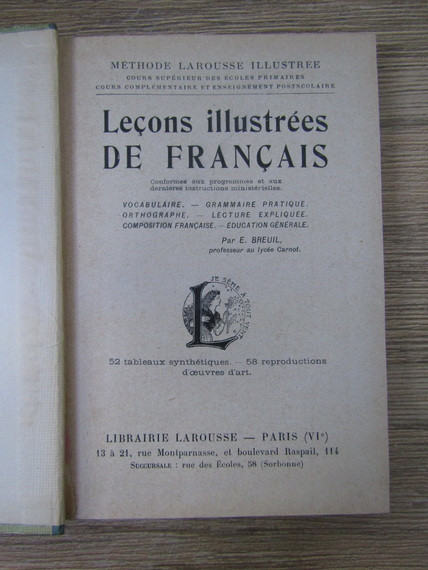 MÉTHODE LAROUSSE ILLUSTREE
COURS SUPÉRIEUR DES ÉCOLES PRIMAIRES
COURS COMPLÉMENTAIRE ET ENSEIGNEMENT POSTSCOLAIRE
Leçons illustrées
DE FRANÇAIS
Conformes aux programmes et aux
dernières instructions ministérielles.
VOCABULAIRE. — GRAMMAIRE PRATIQUE.
ORTHOGRAPHE. — LECTURE EXPLIQUÉE.
COMPOSITION FRANÇAISE. — ÉDUCATION GÉNÉRALE.
Par E. BREUIL,
professeur au lycée Carnot.
JE SÈME À TOUT VENT
L
52 tableaux synthétiques. — 58 reproductions
d'œuvres d'art.
LIBRAIRIE LAROUSSE — PARIS (VIe)
13 à 21, rue Montparnasse, et boulevard Raspail, 114
SUCCURSALE : rue des Écoles, 58 (Sorbonne)